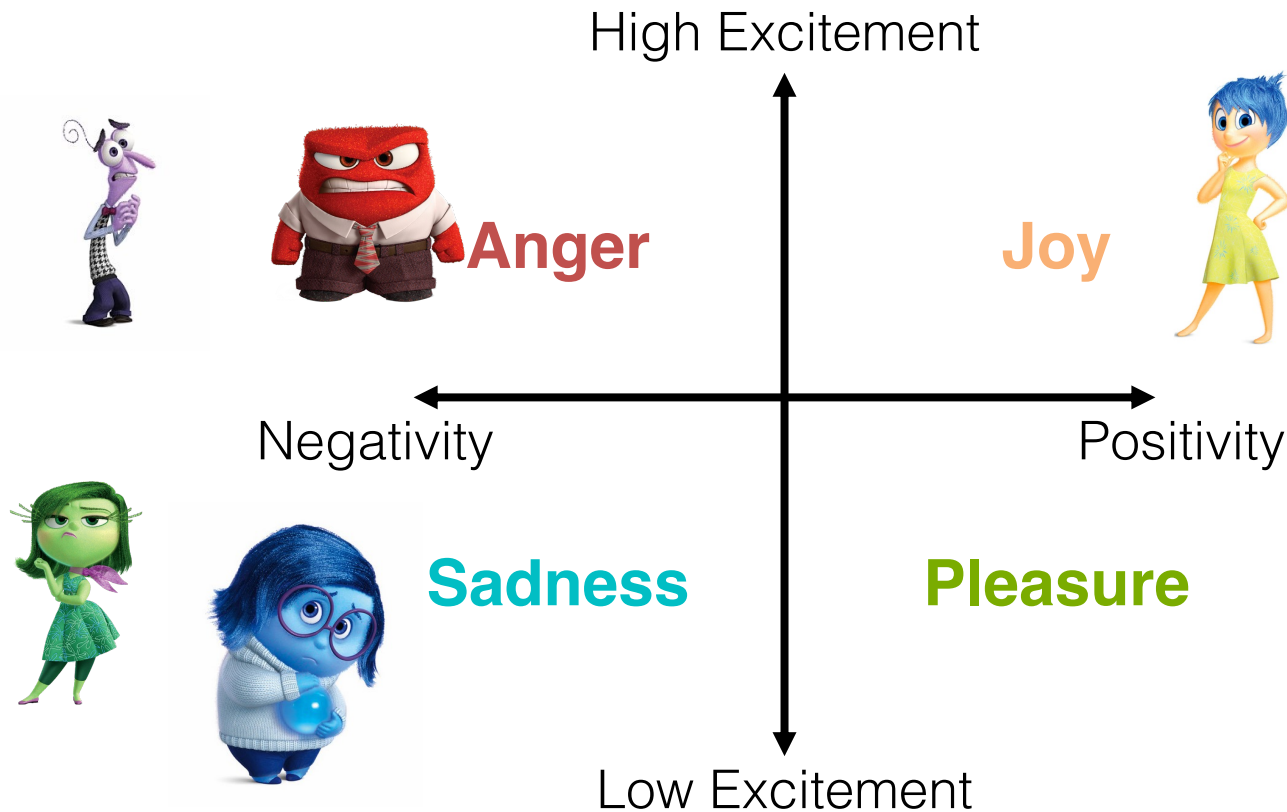 High Excitement
Anger
Joy
Negativity
Positivity
Sadness
Pleasure
Low Excitement